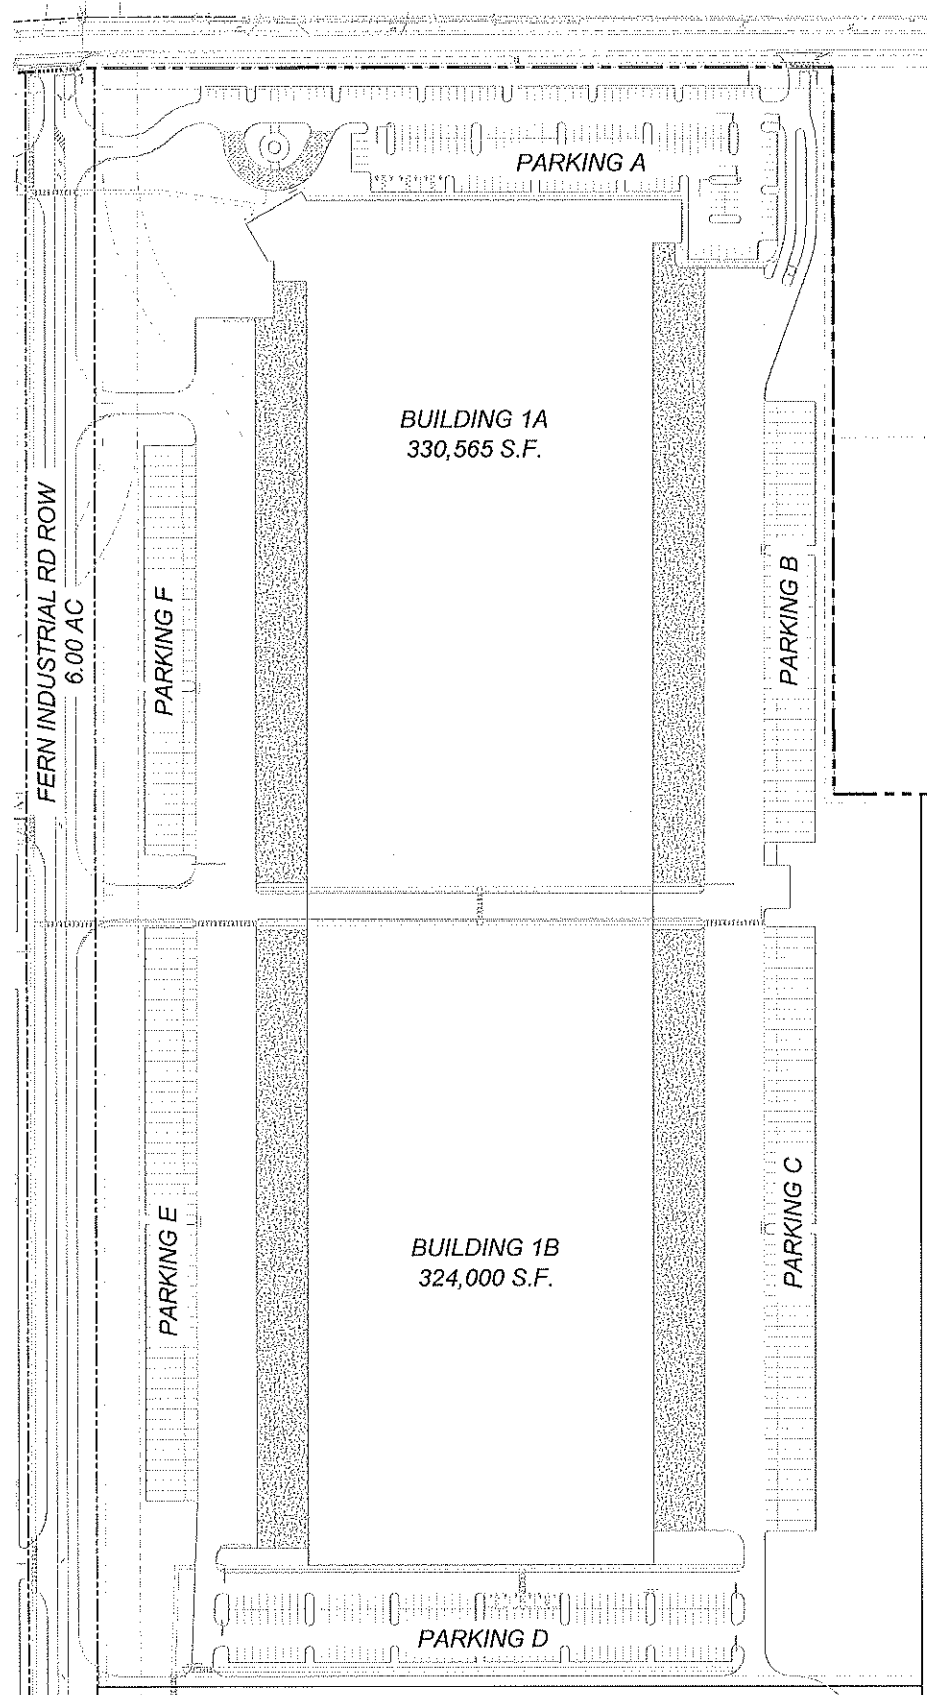 PARKING A
BUILDING 1A
330,565 S.F.
FERN INDUSTRIAL RD ROW
6.00 AC
PARKING F
PARKING B
PARKING E
BUILDING 1B
324,000 S.F.
PARKING C
PARKING D